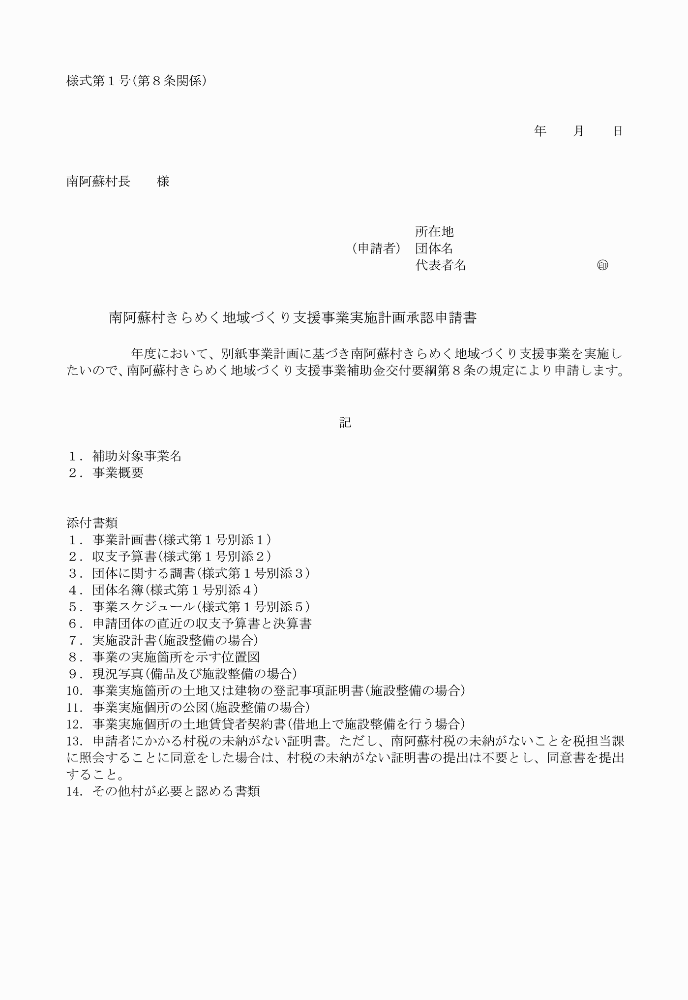 様式第１号(第８条関係)
年　　月　　日
南阿蘇村長　　様
所在地
(申請者)　団体名
代表者名　　　　　　　　　　㊞
南阿蘇村きらめく地域づくり支援事業実施計画承認申請書
年度において、別紙事業計画に基づき南阿蘇村きらめく地域づくり支援事業を実施し
たいので、南阿蘇村きらめく地域づくり支援事業補助金交付要綱第８条の規定により申請します。
記
１．補助対象事業名
２．事業概要
添付書類
１．事業計画書(様式第１号別添１)
２．収支予算書(様式第１号別添２)
３．団体に関する調書(様式第１号別添３)
４．団体名簿(様式第１号別添４)
５．事業スケジュール(様式第１号別添５)
６．申請団体の直近の収支予算書と決算書
７．実施設計書(施設整備の場合)
８．事業の実施箇所を示す位置図
９．現況写真(備品及び施設整備の場合)
10．事業実施箇所の土地又は建物の登記事項証明書(施設整備の場合)
11．事業実施個所の公図(施設整備の場合)
12．事業実施個所の土地賃貸者契約書(借地上で施設整備を行う場合)
13．申請者にかかる村税の未納がない証明書。ただし、南阿蘇村税の未納がないことを税担当課
に照会することに同意をした場合は、村税の未納がない証明書の提出は不要とし、同意書を提出
すること。
14．その他村が必要と認める書類